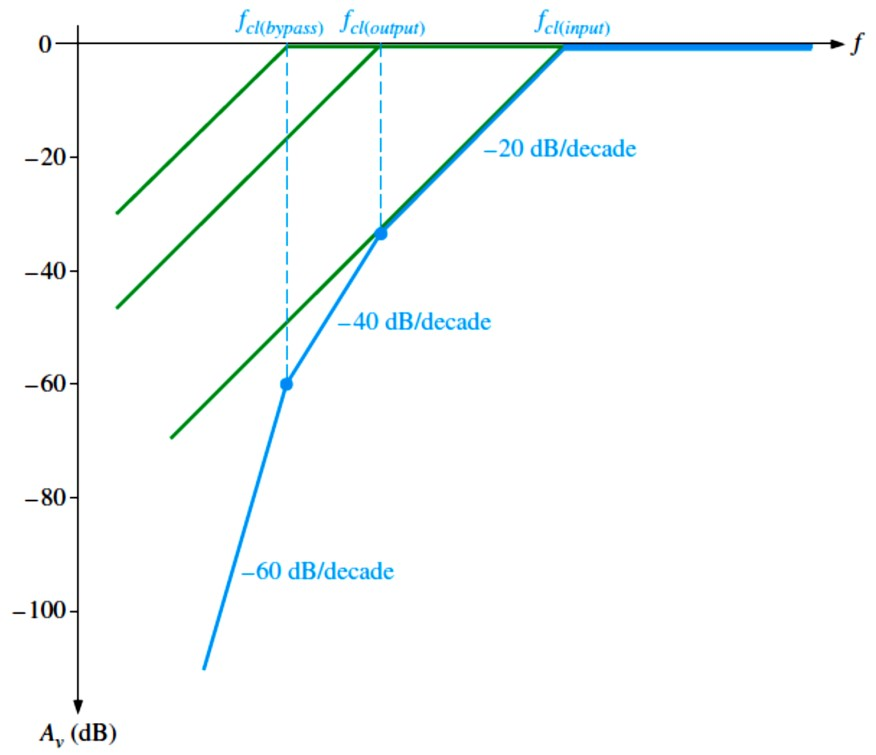 f_cl(bypass) f_cl(output) f_cl(input)
0 f
–20 dB/decade
–20
–40
–40 dB/decade
–60
–80
–60 dB/decade
–100
A_v (dB)